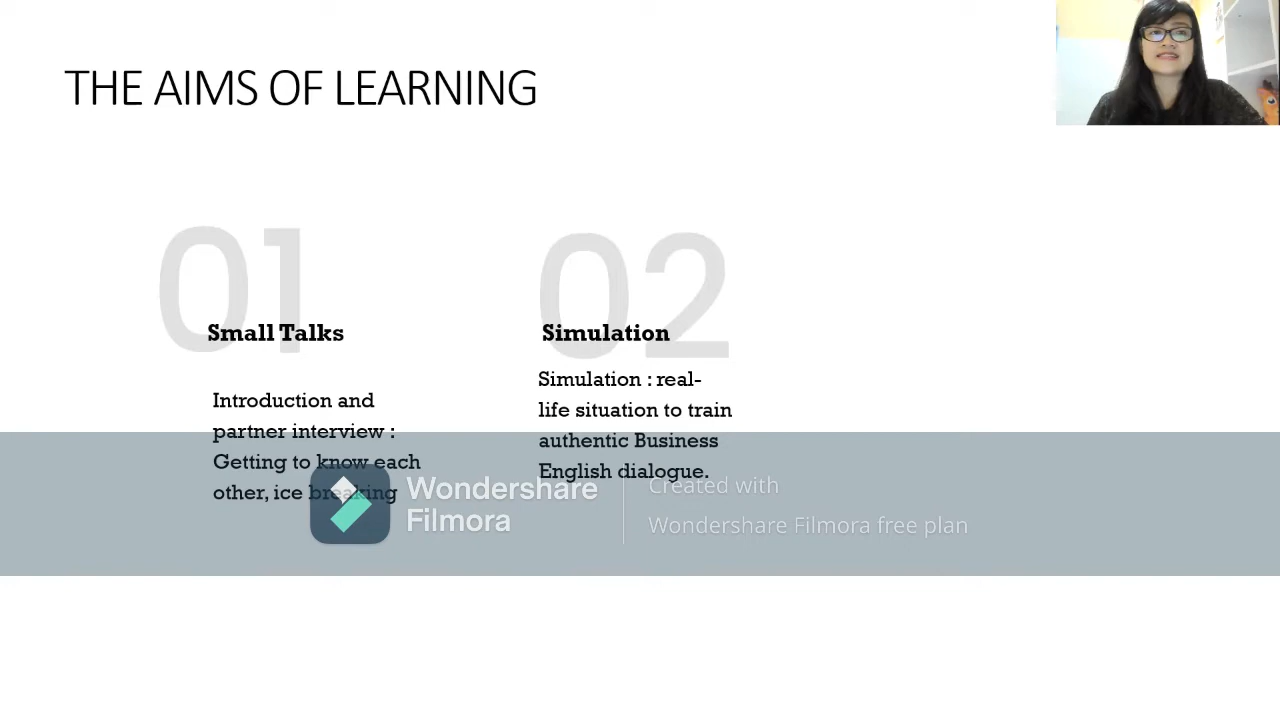 THE AIMS OF LEARNING
01
Small Talks
Introduction and
partner interview :
Getting to know each
other, ice breaking
02
Simulation
Simulation : real-
life situation to train
authentic Business
English dialogue.
Wondershare
Filmora
Created with
Wondershare Filmora free plan